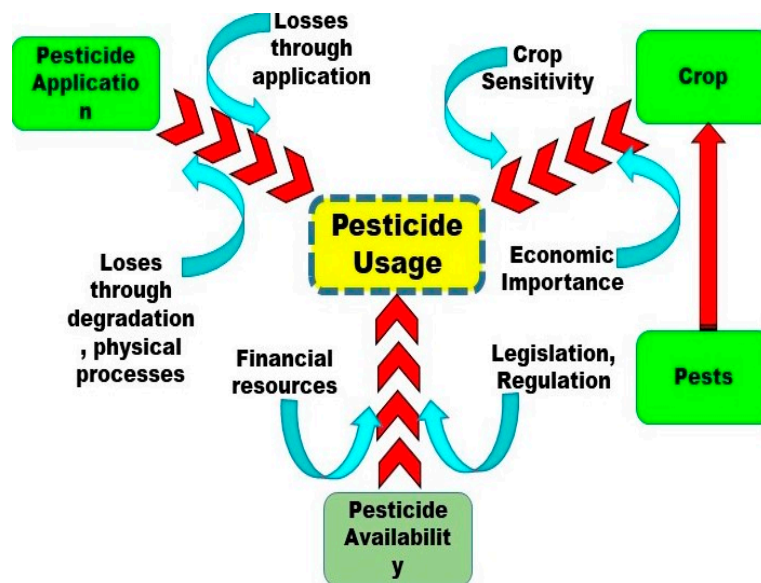 Pesticide
Applicatio
n
Losses
through
application
Crop
Sensitivity
Crop
Pesticide
Usage
Loses
through
degradation
, physical
processes
Economic
Importance
Financial
resources
Legislation,
Regulation
Pests
Pesticide
Availabilit
y